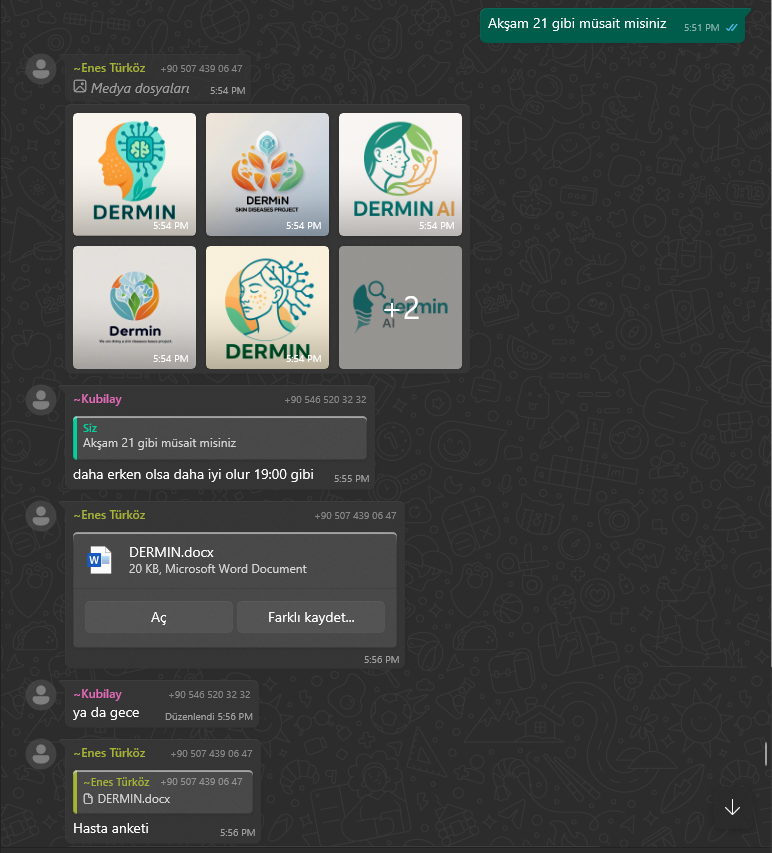 Akşam 21 gibi müsait misiniz 5:51 PM
~Enes Türköz +90 507 439 06 47
Medya dosyaları 5:54 PM
DERMIN
5:54 PM
DERMiN
SKIN DISEASES PROJECT
5:54 PM
DERMIN AI
5:54 PM
Dermin
We are doing a skin diseases based project.
5:54 PM
DERMIN
5:54 PM
dermin
AI
+2
~Kubilay +90 546 520 32 32
Siz
Akşam 21 gibi müsait misiniz
daha erken olsa daha iyi olur 19:00 gibi 5:55 PM
~Enes Türköz +90 507 439 06 47
DERMIN.docx
20 KB, Microsoft Word Document
Aç Farklı kaydet...
5:56 PM
~Kubilay +90 546 520 32 32
ya da gece Düzenlendi 5:56 PM
~Enes Türköz +90 507 439 06 47
~Enes Türköz +90 507 439 06 47
DERMIN.docx
Hasta anketi 5:56 PM